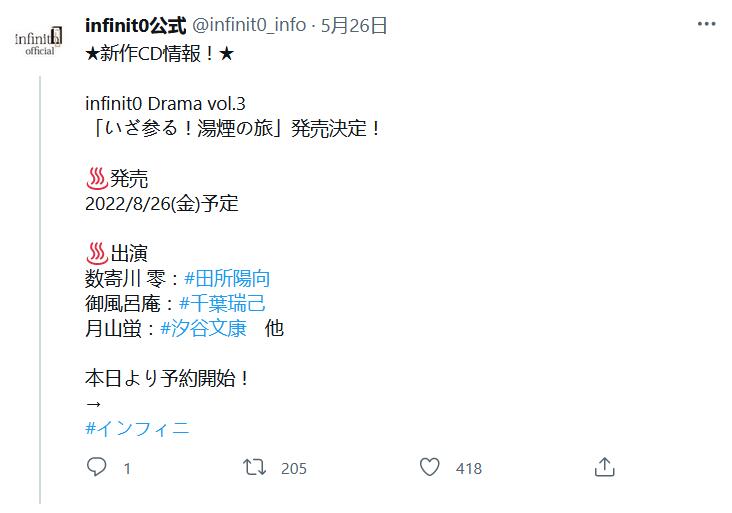 infinit0
official
infinit0公式 @infinit0_info · 5月26日
★新作CD情報！★
infinit0 Drama vol.3
「いざ参る！湯煙の旅」発売決定！
♨発売
2022/8/26(金)予定
♨出演
数寄川 零：#田所陽向
御風呂庵：#千葉瑞己
月山蛍：#汐谷文康　他
本日より予約開始！
→
#インフィニ
1 205 418